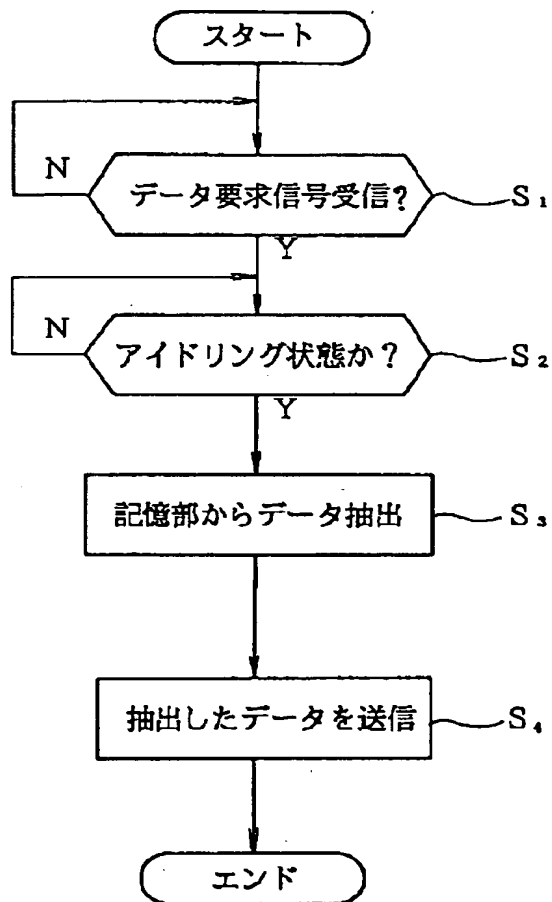 スタート
N
データ要求信号受信?
S₁
Y
N
アイドリング状態か?
S₂
Y
記憶部からデータ抽出
S₃
抽出したデータを送信
S₄
エンド